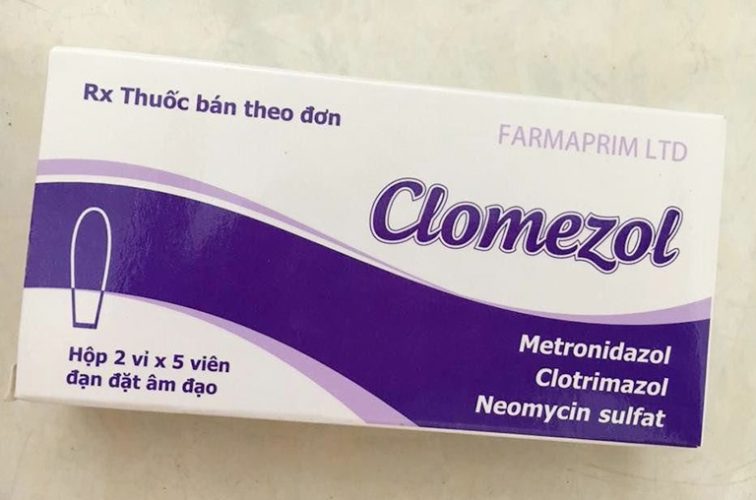 Rx Thuốc bán theo đơn
FARMAPRIM LTD
Clomezol
Metronidazol
Clotrimazol
Neomycin sulfat
Hộp 2 vỉ x 5 viên
đạn đặt âm đạo